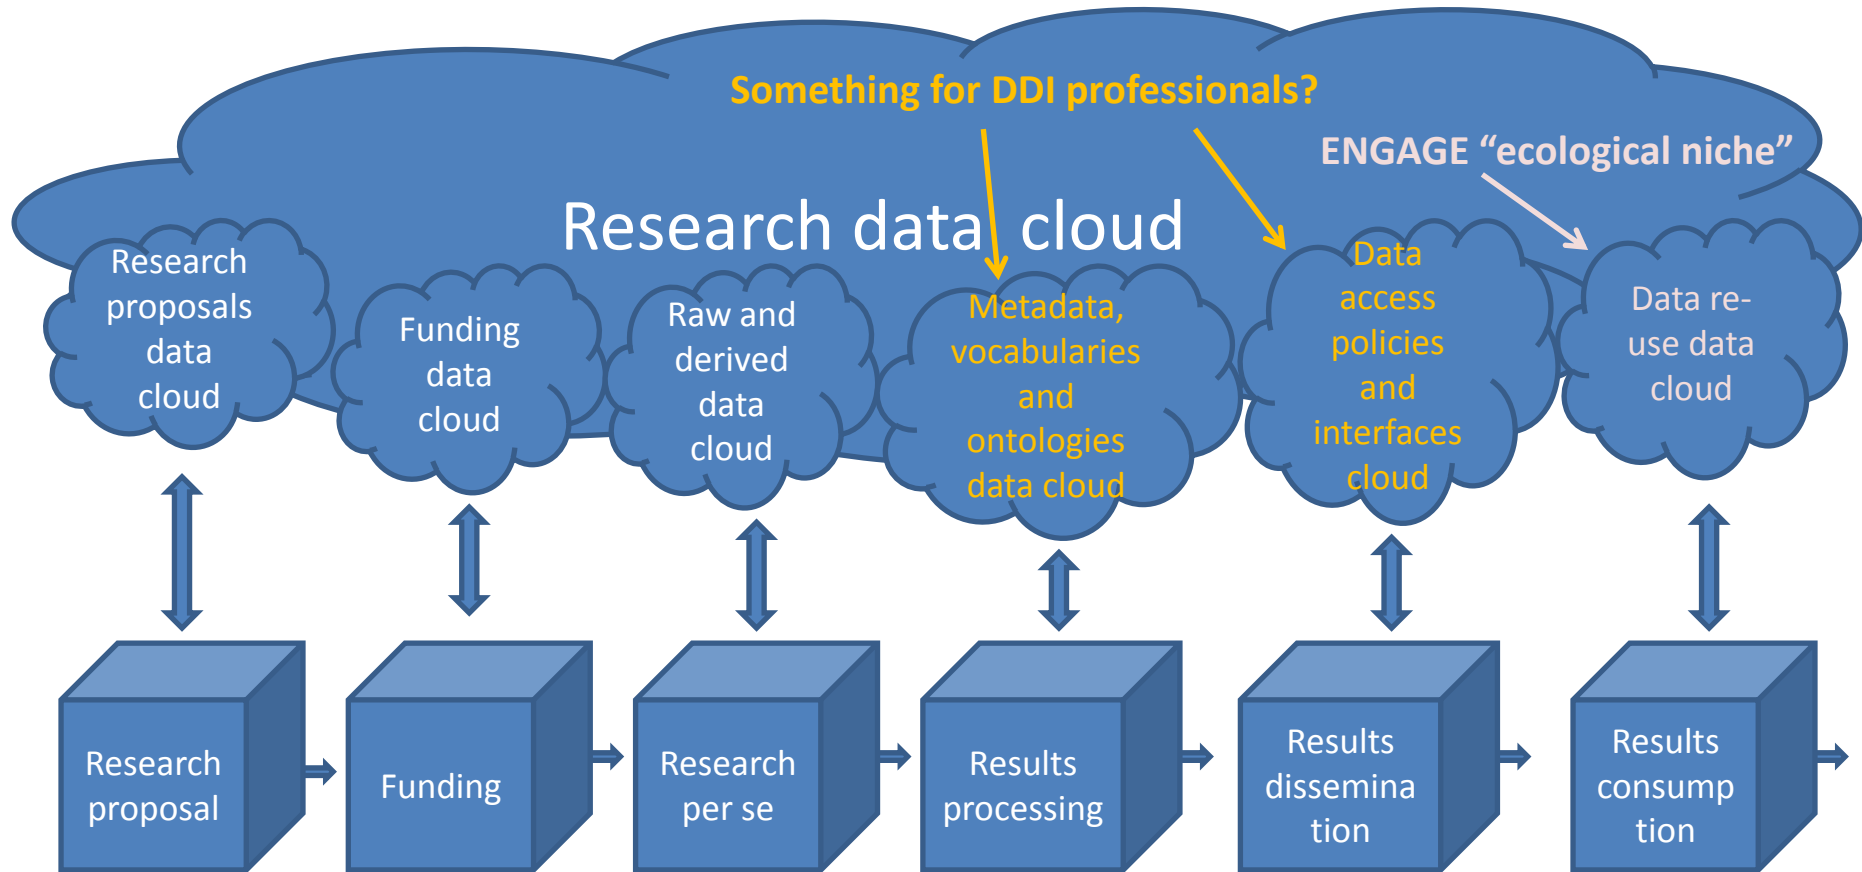 Something for DDI professionals?
ENGAGE “ecological niche”
Research data cloud
Research
proposals
data
cloud
Funding
data
cloud
Raw and
derived
data
cloud
Metadata,
vocabularies
and
ontologies
data cloud
Data
access
policies
and
interfaces
cloud
Data re-
use data
cloud
Research
proposal
Funding
Research
per se
Results
processing
Results
dissemina
tion
Results
consump
tion